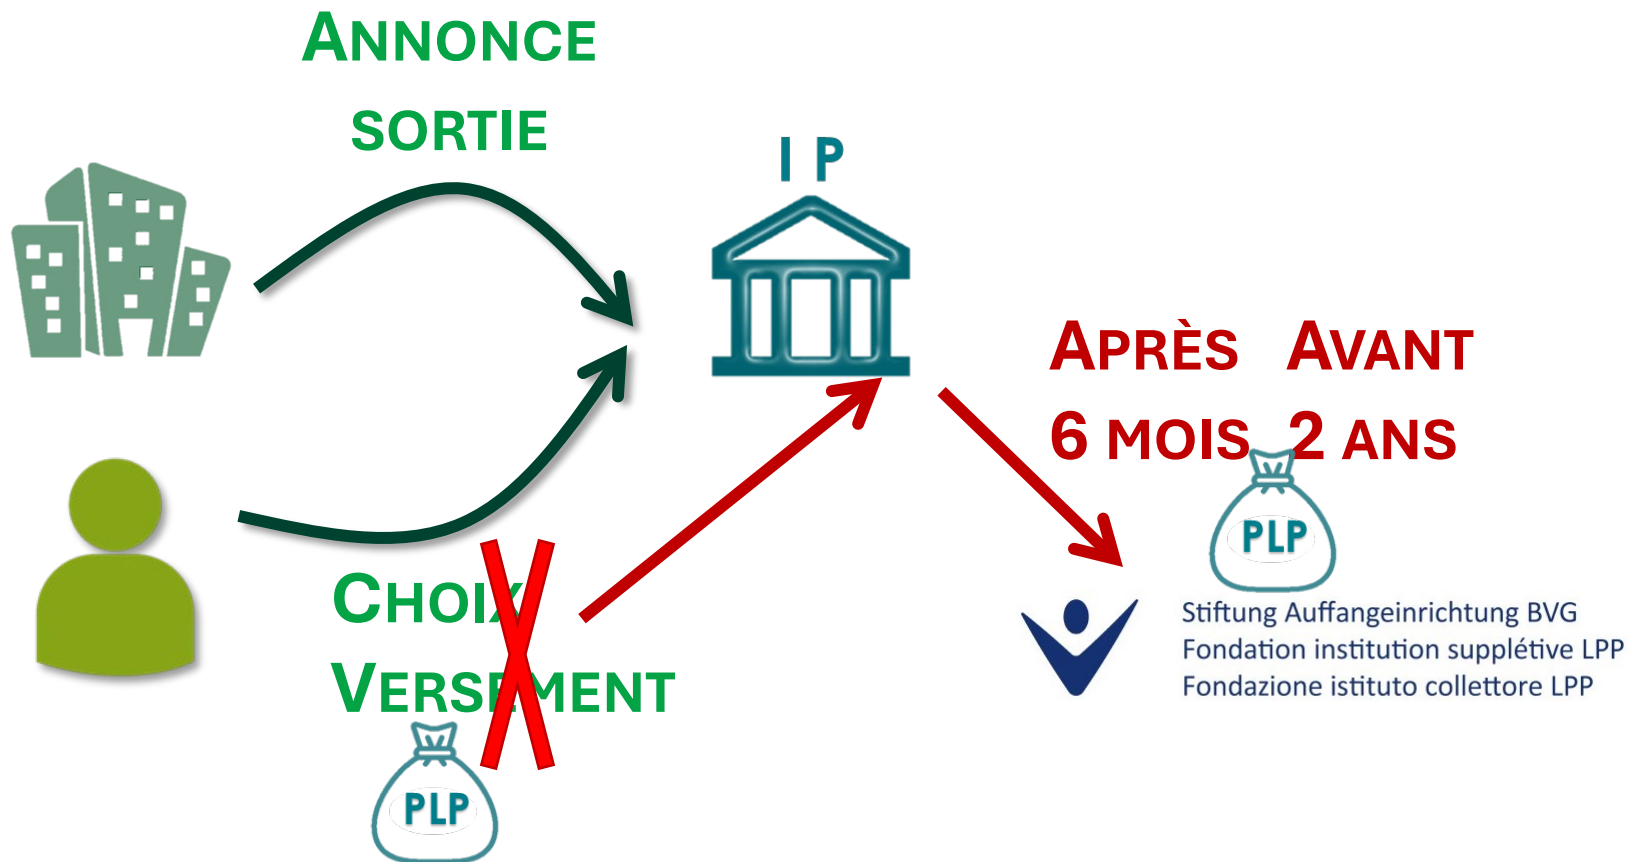 ANNONCE
SORTIE
I P
APRÈS AVANT
6 MOIS 2 ANS
PLP
Stiftung Auffangeinrichtung BVG
Fondation institution supplétive LPP
Fondazione istituto collettore LPP
CHOIX
VERSEMENT
PLP